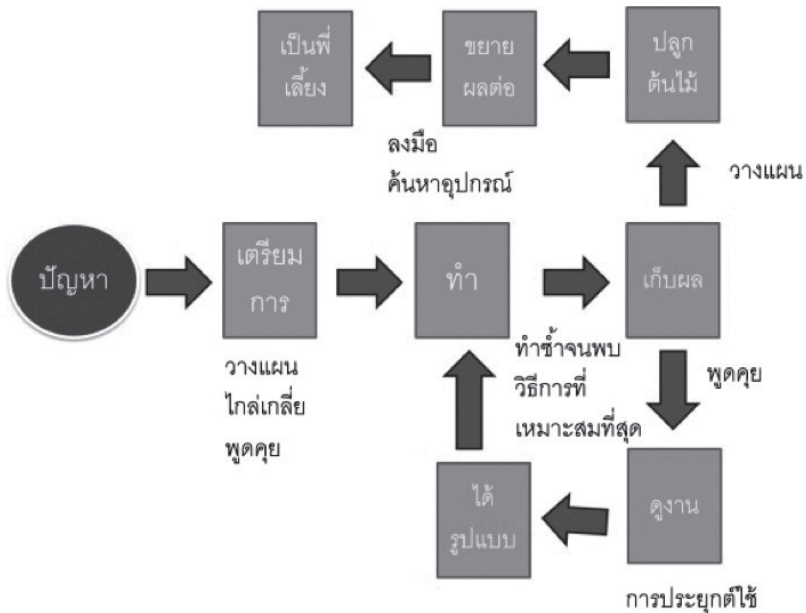 เป็นพี่
เลี้ยง
ขยาย
ผลต่อ
ปลูก
ต้นไม้
ลงมือ
ค้นหาอุปกรณ์
วางแผน
ปัญหา
เตรียม
การ
ทำ
เก็บผล
วางแผน
ไกล่เกลี่ย
พูดคุย
ทำซ้ำจนพบ
วิธีการที่
เหมาะสมที่สุด
พูดคุย
ได้
รูปแบบ
ดูงาน
การประยุกต์ใช้